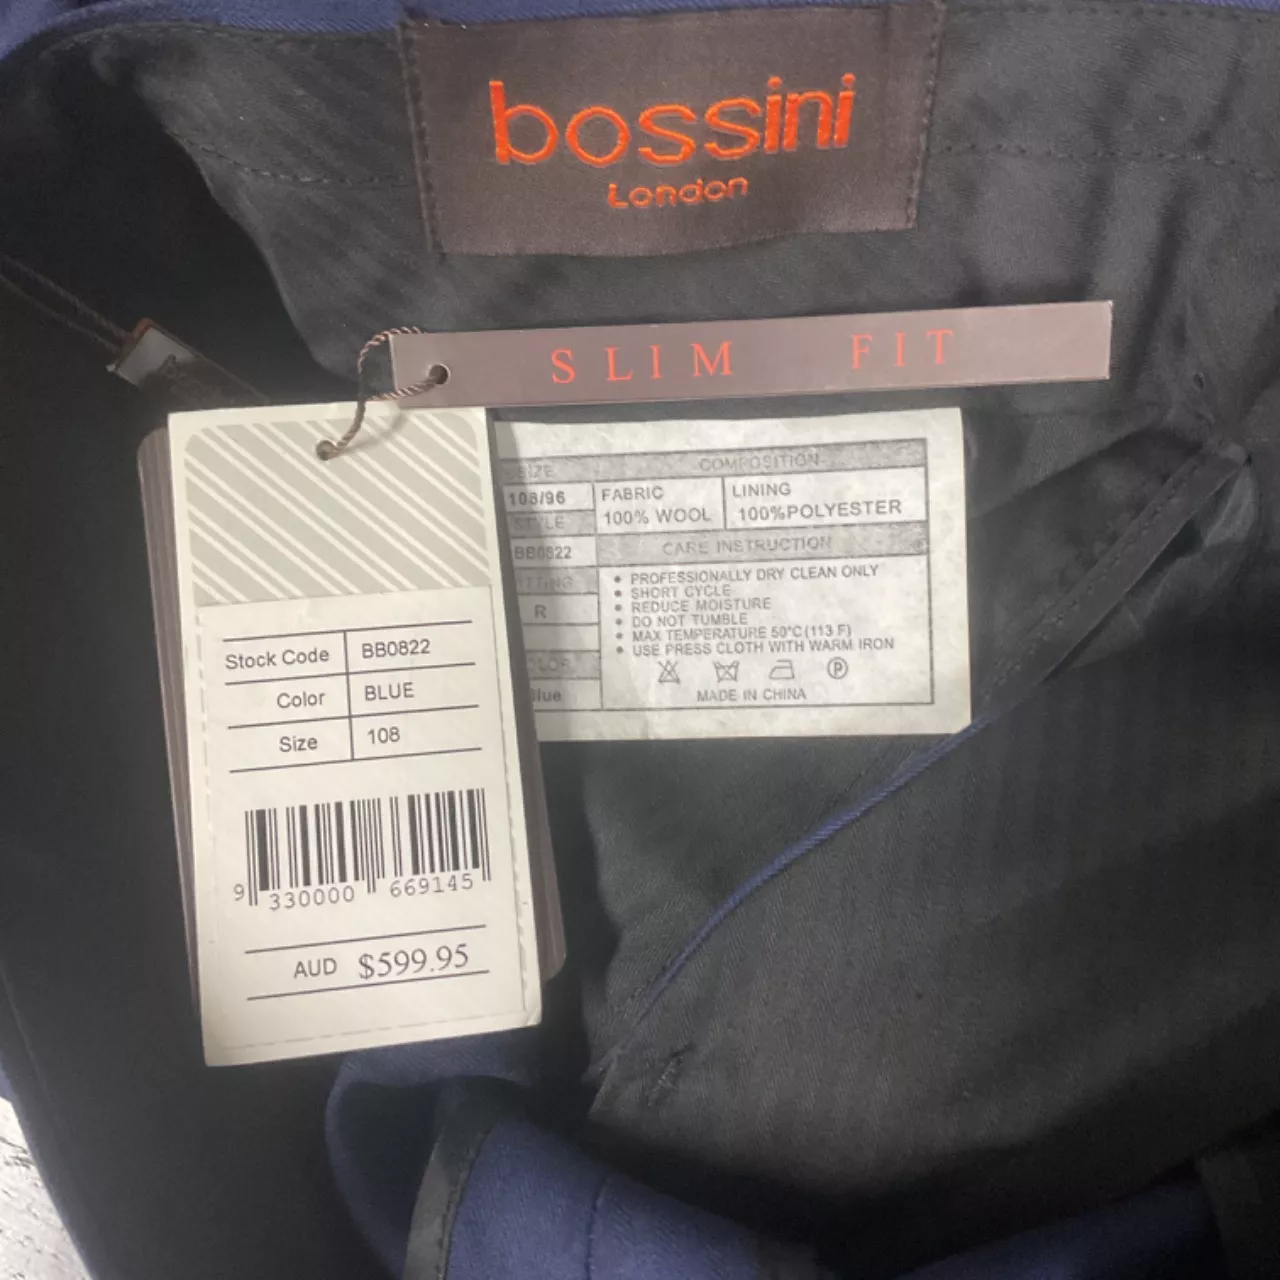 bossini
London
SLIM FIT
SIZE
COMPOSITION
108/96
FABRIC
100% WOOL
LINING
100%POLYESTER
STYLE
BB0822
CARE INSTRUCTION
PROFESSIONALLY DRY CLEAN ONLY
SHORT CYCLE
REDUCE MOISTURE
DO NOT TUMBLE
MAX TEMPERATURE 50°C (113 F)
USE PRESS CLOTH WITH WARM IRON
R
P
MADE IN CHINA
Stock Code BB0822
Color BLUE
Size 108
9 330000 669145
AUD $599.95